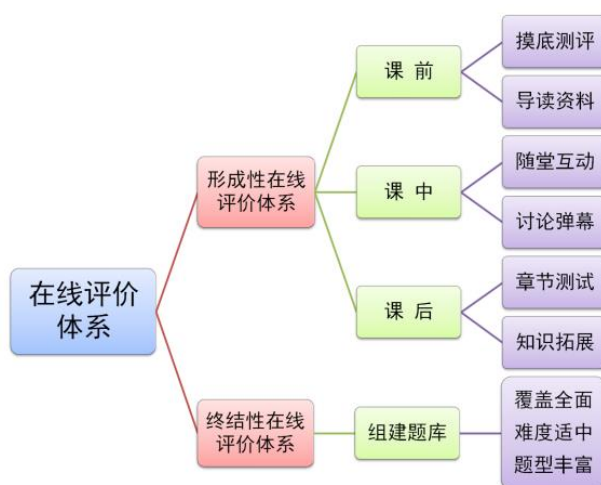 在线评价
体系
形成性在线
评价体系
课 前
摸底测评
导读资料
课 中
随堂互动
讨论弹幕
课 后
章节测试
知识拓展
终结性在线
评价体系
组建题库
覆盖全面
难度适中
题型丰富